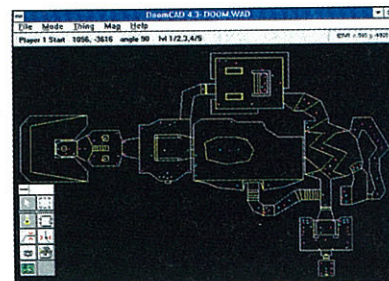 DoomCAD 4.3- DOOM.WAD
File Mode Thing Map Help
Player 1 Start 1056, -3616 angle 90 lvl 1/2,3,4/5